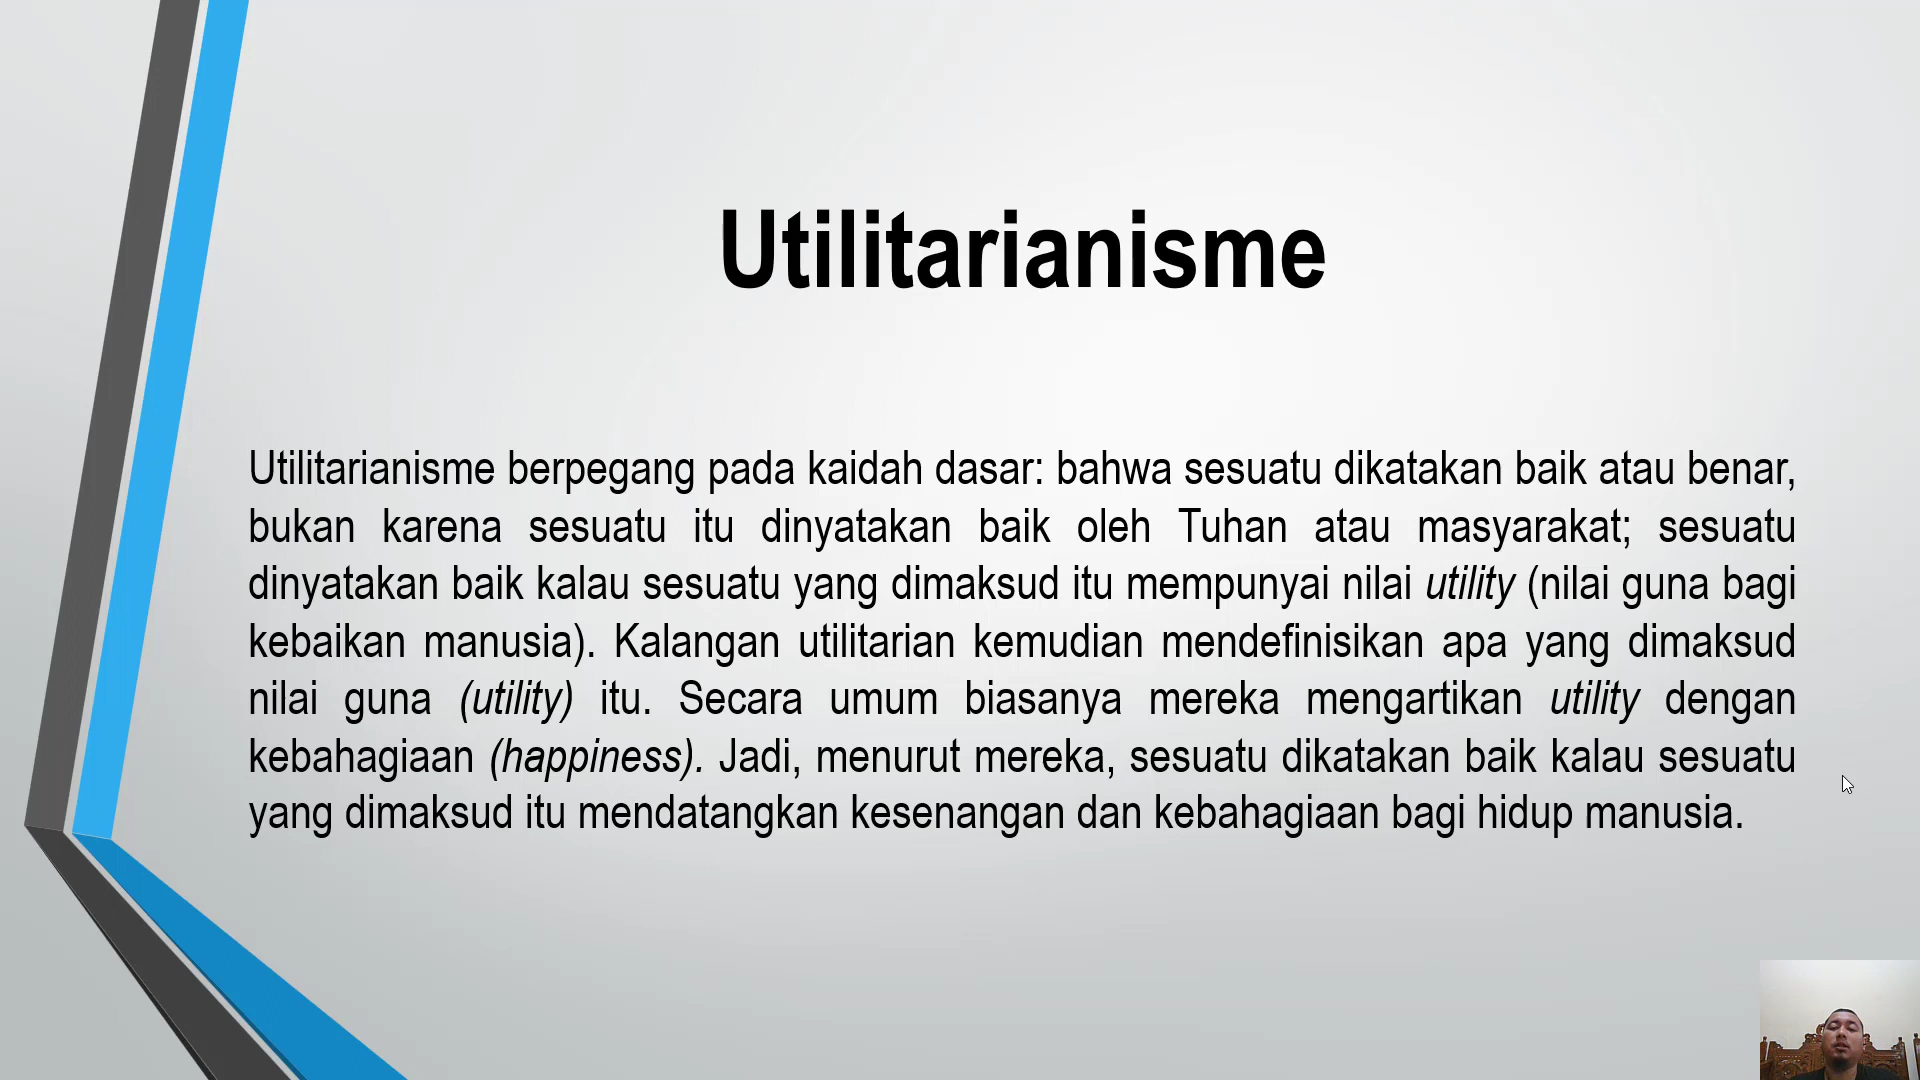 Utilitarianisme
Utilitarianisme berpegang pada kaidah dasar: bahwa sesuatu dikatakan baik atau benar,
bukan karena sesuatu itu dinyatakan baik oleh Tuhan atau masyarakat; sesuatu
dinyatakan baik kalau sesuatu yang dimaksud itu mempunyai nilai utility (nilai guna bagi
kebaikan manusia). Kalangan utilitarian kemudian mendefinisikan apa yang dimaksud
nilai guna (utility) itu. Secara umum biasanya mereka mengartikan utility dengan
kebahagiaan (happiness). Jadi, menurut mereka, sesuatu dikatakan baik kalau sesuatu
yang dimaksud itu mendatangkan kesenangan dan kebahagiaan bagi hidup manusia.